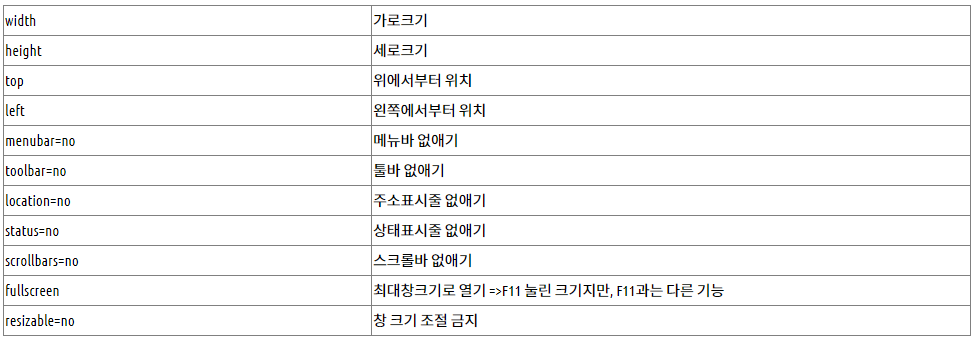 width 가로크기
height 세로크기
top 위에서부터 위치
left 왼쪽에서부터 위치
menubar=no 메뉴바 없애기
toolbar=no 툴바 없애기
location=no 주소표시줄 없애기
status=no 상태표시줄 없애기
scrollbars=no 스크롤바 없애기
fullscreen 최대창크기로 열기 =>F11 눌린 크기지만, F11과는 다른 기능
resizable=no 창 크기 조절 금지